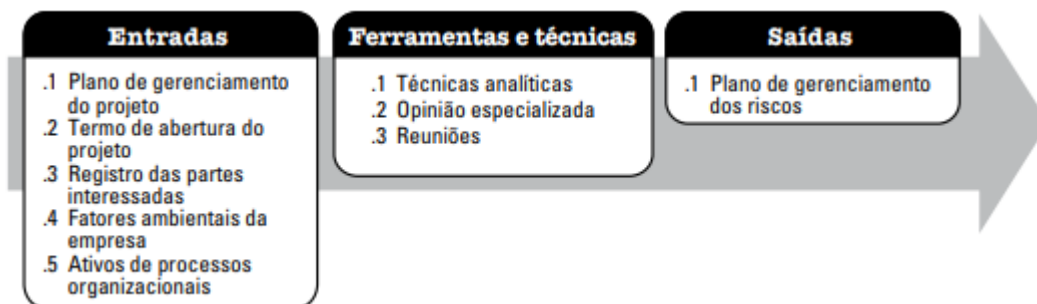 Entradas
.1 Plano de gerenciamento
do projeto
.2 Termo de abertura do
projeto
.3 Registro das partes
interessadas
.4 Fatores ambientais da
empresa
.5 Ativos de processos
organizacionais
Ferramentas e técnicas
.1 Técnicas analíticas
.2 Opinião especializada
.3 Reuniões
Saídas
.1 Plano de gerenciamento
dos riscos